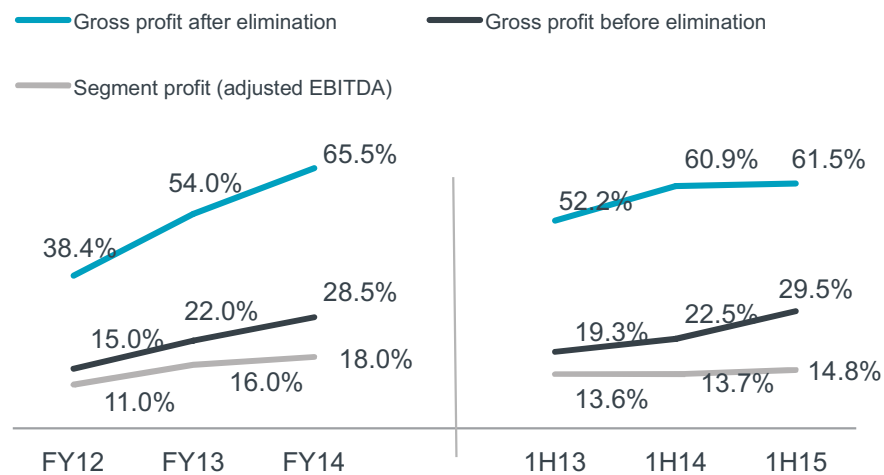 Gross profit after elimination
Gross profit before elimination
Segment profit (adjusted EBITDA)
65.5%
60.9%
61.5%
54.0%
52.2%
38.4%
28.5%
29.5%
22.0%
22.5%
15.0%
19.3%
18.0%
16.0%
14.8%
13.7%
11.0%
13.6%
FY12
FY13
FY14
1H13
1H14
1H15